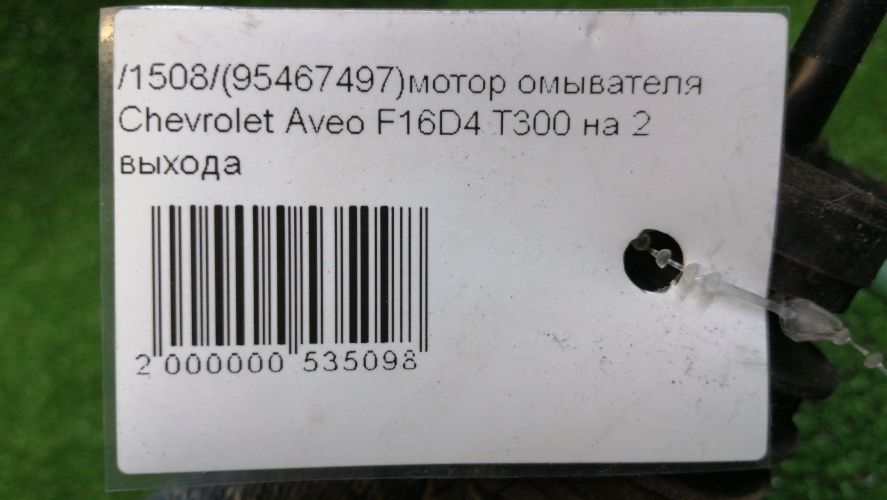 /1508/(95467497)мотор омывателя
Chevrolet Aveo F16D4 T300 на 2
выхода
2 000000 535098